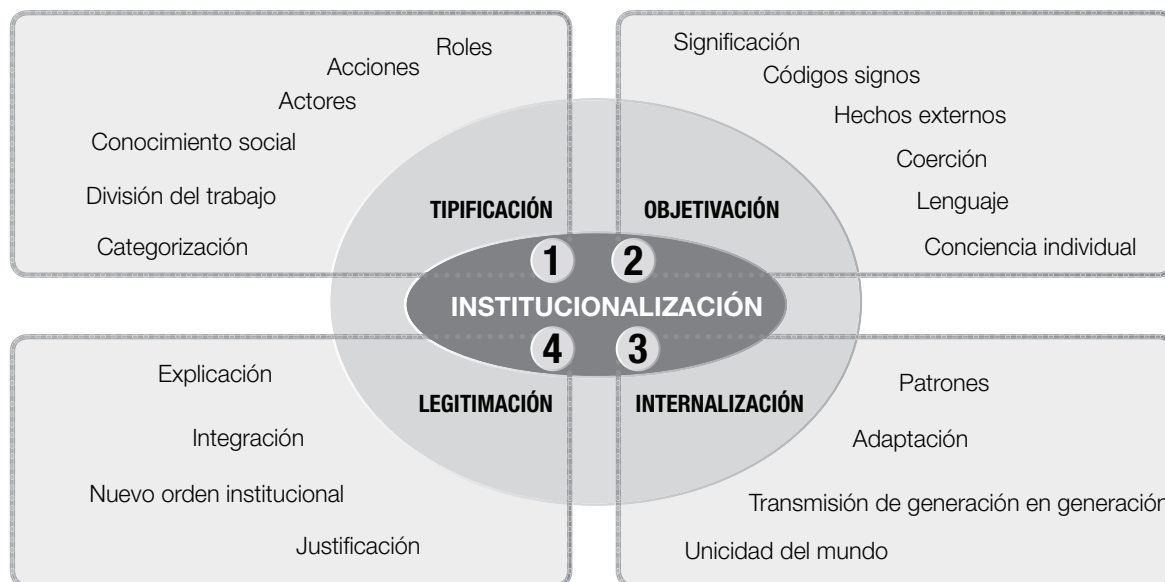 Roles
Acciones
Actores
Conocimiento social
División del trabajo
Categorización
TIPIFICACIÓN
1
Significación
Códigos signos
Hechos externos
Coerción
Lenguaje
Conciencia individual
OBJETIVACIÓN
2
INSTITUCIONALIZACIÓN
4
LEGITIMACIÓN
Explicación
Integración
Nuevo orden institucional
Justificación
3
INTERNALIZACIÓN
Patrones
Adaptación
Transmisión de generación en generación
Unicidad del mundo